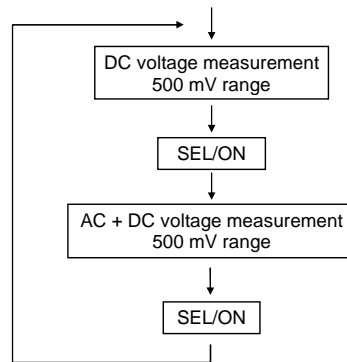 DC voltage measurement
500 mV range
SEL/ON
AC + DC voltage measurement
500 mV range
SEL/ON